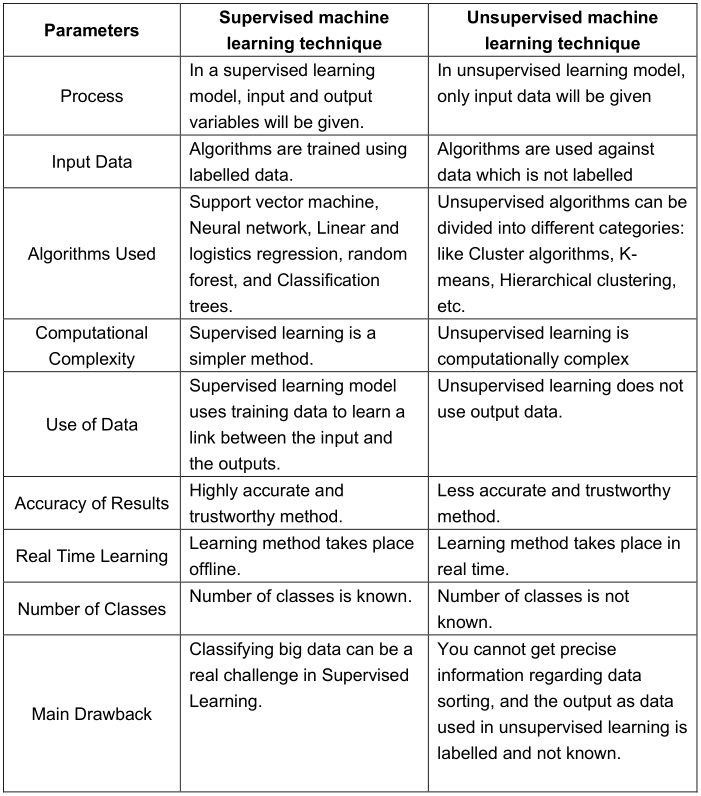 Parameters
Supervised machine
learning technique
Unsupervised machine
learning technique
Process
In a supervised learning
model, input and output
variables will be given.
In unsupervised learning model,
only input data will be given
Input Data
Algorithms are trained using
labelled data.
Algorithms are used against
data which is not labelled
Algorithms Used
Support vector machine,
Neural network, Linear and
logistics regression, random
forest, and Classification
trees.
Unsupervised algorithms can be
divided into different categories:
like Cluster algorithms, K-
means, Hierarchical clustering,
etc.
Computational
Complexity
Supervised learning is a
simpler method.
Unsupervised learning is
computationally complex
Use of Data
Supervised learning model
uses training data to learn a
link between the input and
the outputs.
Unsupervised learning does not
use output data.
Accuracy of Results
Highly accurate and
trustworthy method.
Less accurate and trustworthy
method.
Real Time Learning
Learning method takes place
offline.
Learning method takes place in
real time.
Number of Classes
Number of classes is known.
Number of classes is not
known.
Main Drawback
Classifying big data can be a
real challenge in Supervised
Learning.
You cannot get precise
information regarding data
sorting, and the output as data
used in unsupervised learning is
labelled and not known.